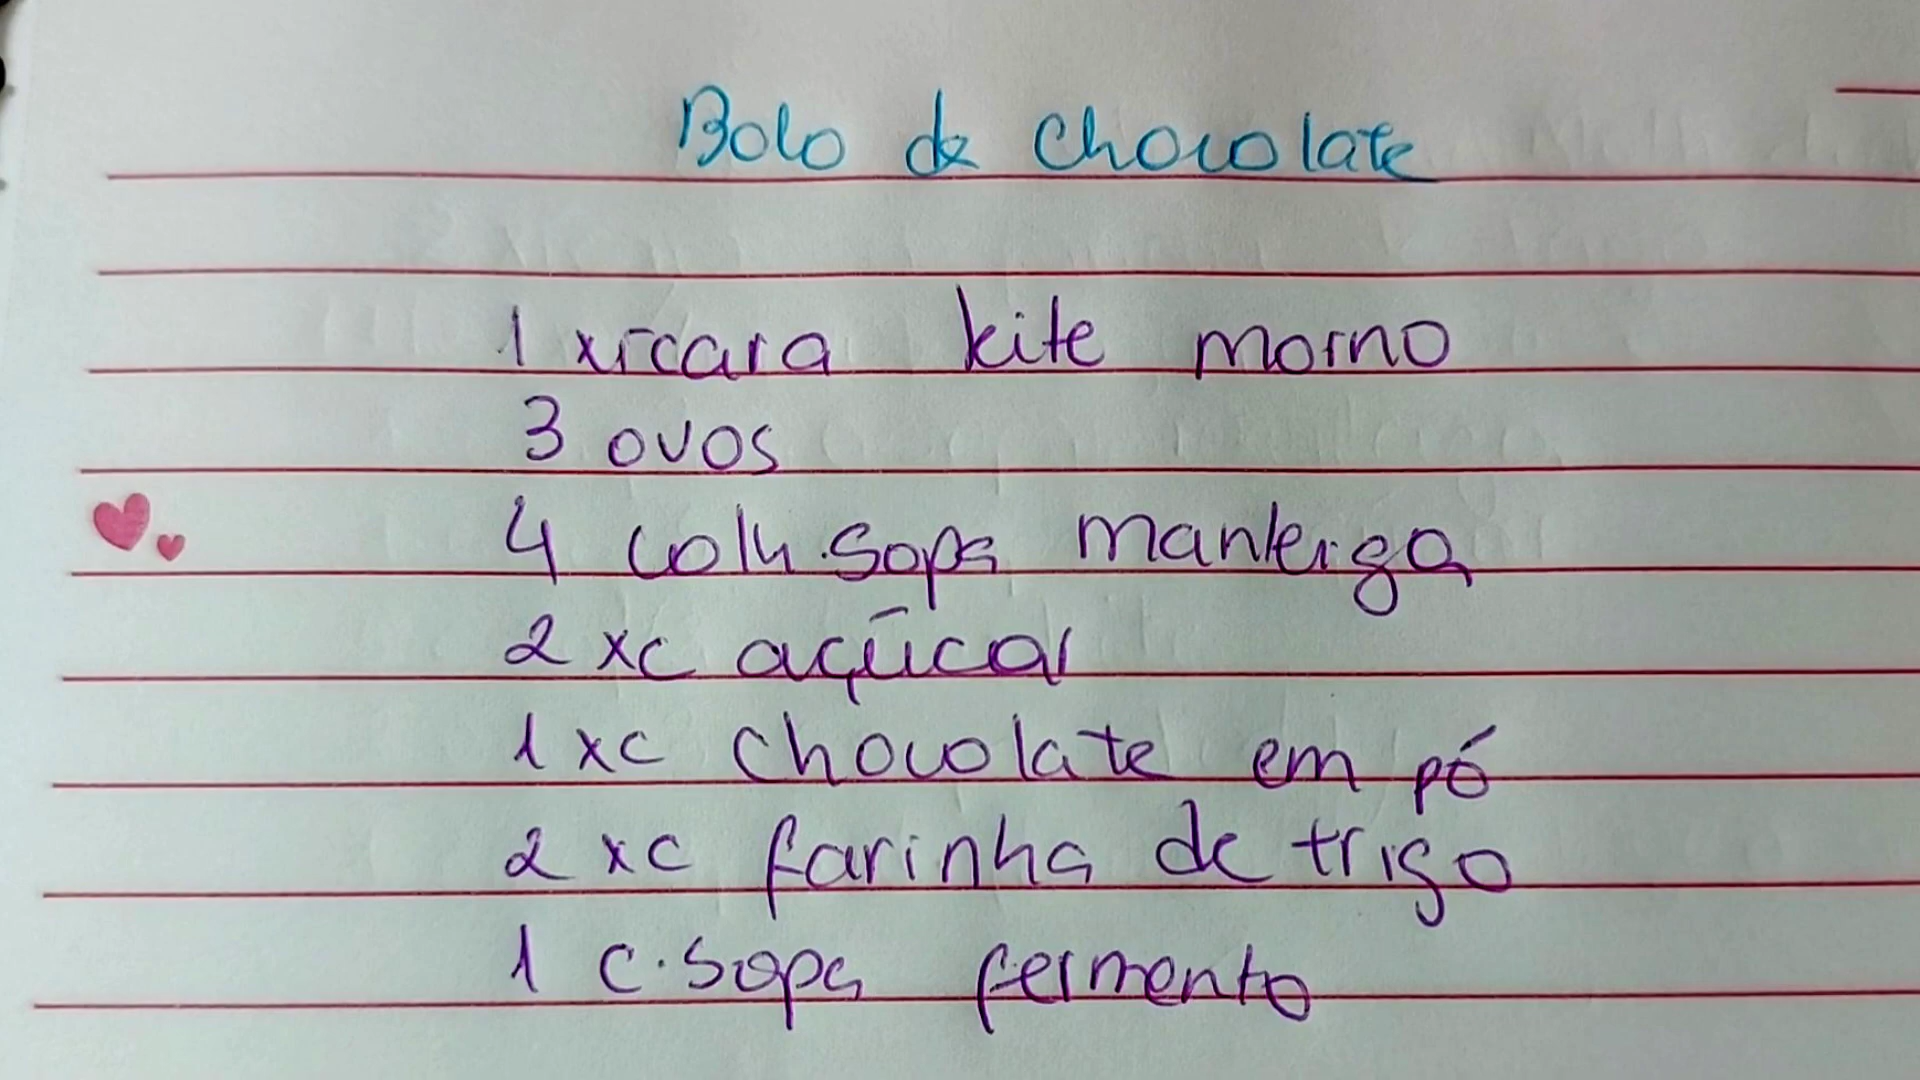 Bolo de chocolate
1 xícara leite morno
3 ovos
4 colh. sopa manteiga
2 xc açúcar
1 xc chocolate em pó
2 xc farinha de trigo
1 c. sopa fermento